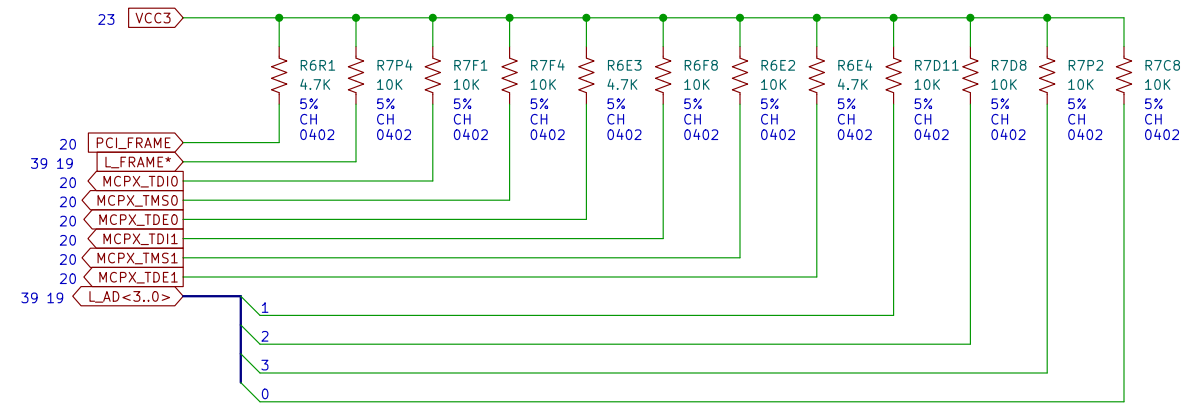 23 VCC3
R6R1
4.7K
5%
CH
0402
R7P4
10K
5%
CH
0402
R7F1
10K
5%
CH
0402
R7F4
10K
5%
CH
0402
R6E3
4.7K
5%
CH
0402
R6F8
10K
5%
CH
0402
R6E2
10K
5%
CH
0402
R6E4
4.7K
5%
CH
0402
R7D11
10K
5%
CH
0402
R7D8
10K
5%
CH
0402
R7P2
10K
5%
CH
0402
R7C8
10K
5%
CH
0402
20 PCI_FRAME
39 19 L_FRAME*
20 MCPX_TDI0
20 MCPX_TMS0
20 MCPX_TDE0
20 MCPX_TDI1
20 MCPX_TMS1
20 MCPX_TDE1
39 19 L_AD<3..0>
1
2
3
0